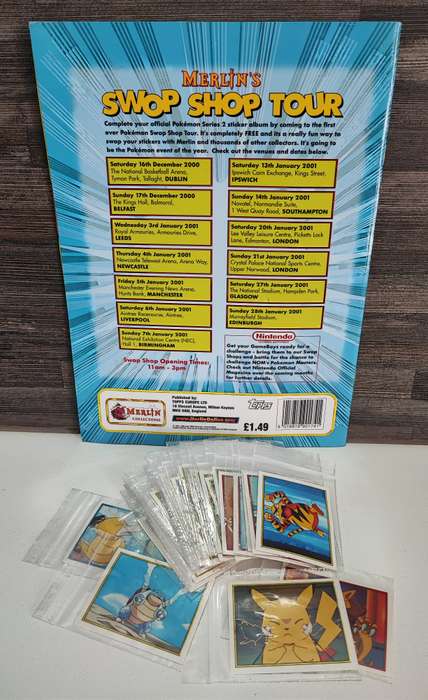 MERLIN'S
SWOP SHOP TOUR
Complete your official Pokémon Series 2 sticker album by coming to the first
ever Pokémon Swop Shop Tour. It's completely FREE and its a really fun way to
swop your stickers with Merlin and thousands of other collectors. It's going to
be the Pokémon event of the year. Check out the venues and dates below.
Saturday 16th December 2000
The National Basketball Arena,
Tymon Park, Tallaght, DUBLIN
Sunday 17th December 2000
The Kings Hall, Balmoral,
BELFAST
Wednesday 3rd January 2001
Royal Armouries, Armouries Drive,
LEEDS
Thursday 4th January 2001
Newcastle Telewest Arena, Arena Way,
NEWCASTLE
Friday 5th January 2001
Manchester Evening News Arena,
Hunts Bank, MANCHESTER
Saturday 6th January 2001
Aintree Racecourse, Aintree,
LIVERPOOL
Sunday 7th January 2001
National Exhibition Centre (NEC),
Hall 1, BIRMINGHAM
Swop Shop Opening Times:
11am - 3pm
Saturday 13th January 2001
Ipswich Corn Exchange, Kings Street,
IPSWICH
Sunday 14th January 2001
Novotel, Normandie Suite,
1 West Quay Road, SOUTHAMPTON
Saturday 20th January 2001
Lee Valley Leisure Centre, Picketts Lock
Lane, Edmonton, LONDON
Sunday 21st January 2001
Crystal Palace National Sports Centre,
Upper Norwood, LONDON
Saturday 27th January 2001
The National Stadium, Hampden Park,
GLASGOW
Sunday 28th January 2001
Murrayfield Stadium,
EDINBURGH
Nintendo
Get your GameBoys ready for a
challenge - bring them to our Swop
Shops and battle for the chance to
challenge NOM's Pokemon Master.
Check out Nintendo Official
Magazine over the coming months
for further details.
MERLIN
COLLECTIONS
Published by:
TOPPS EUROPE LTD
18 Vincent Avenue, Milton Keynes
MK8 0AW, England
Topps
£1.49